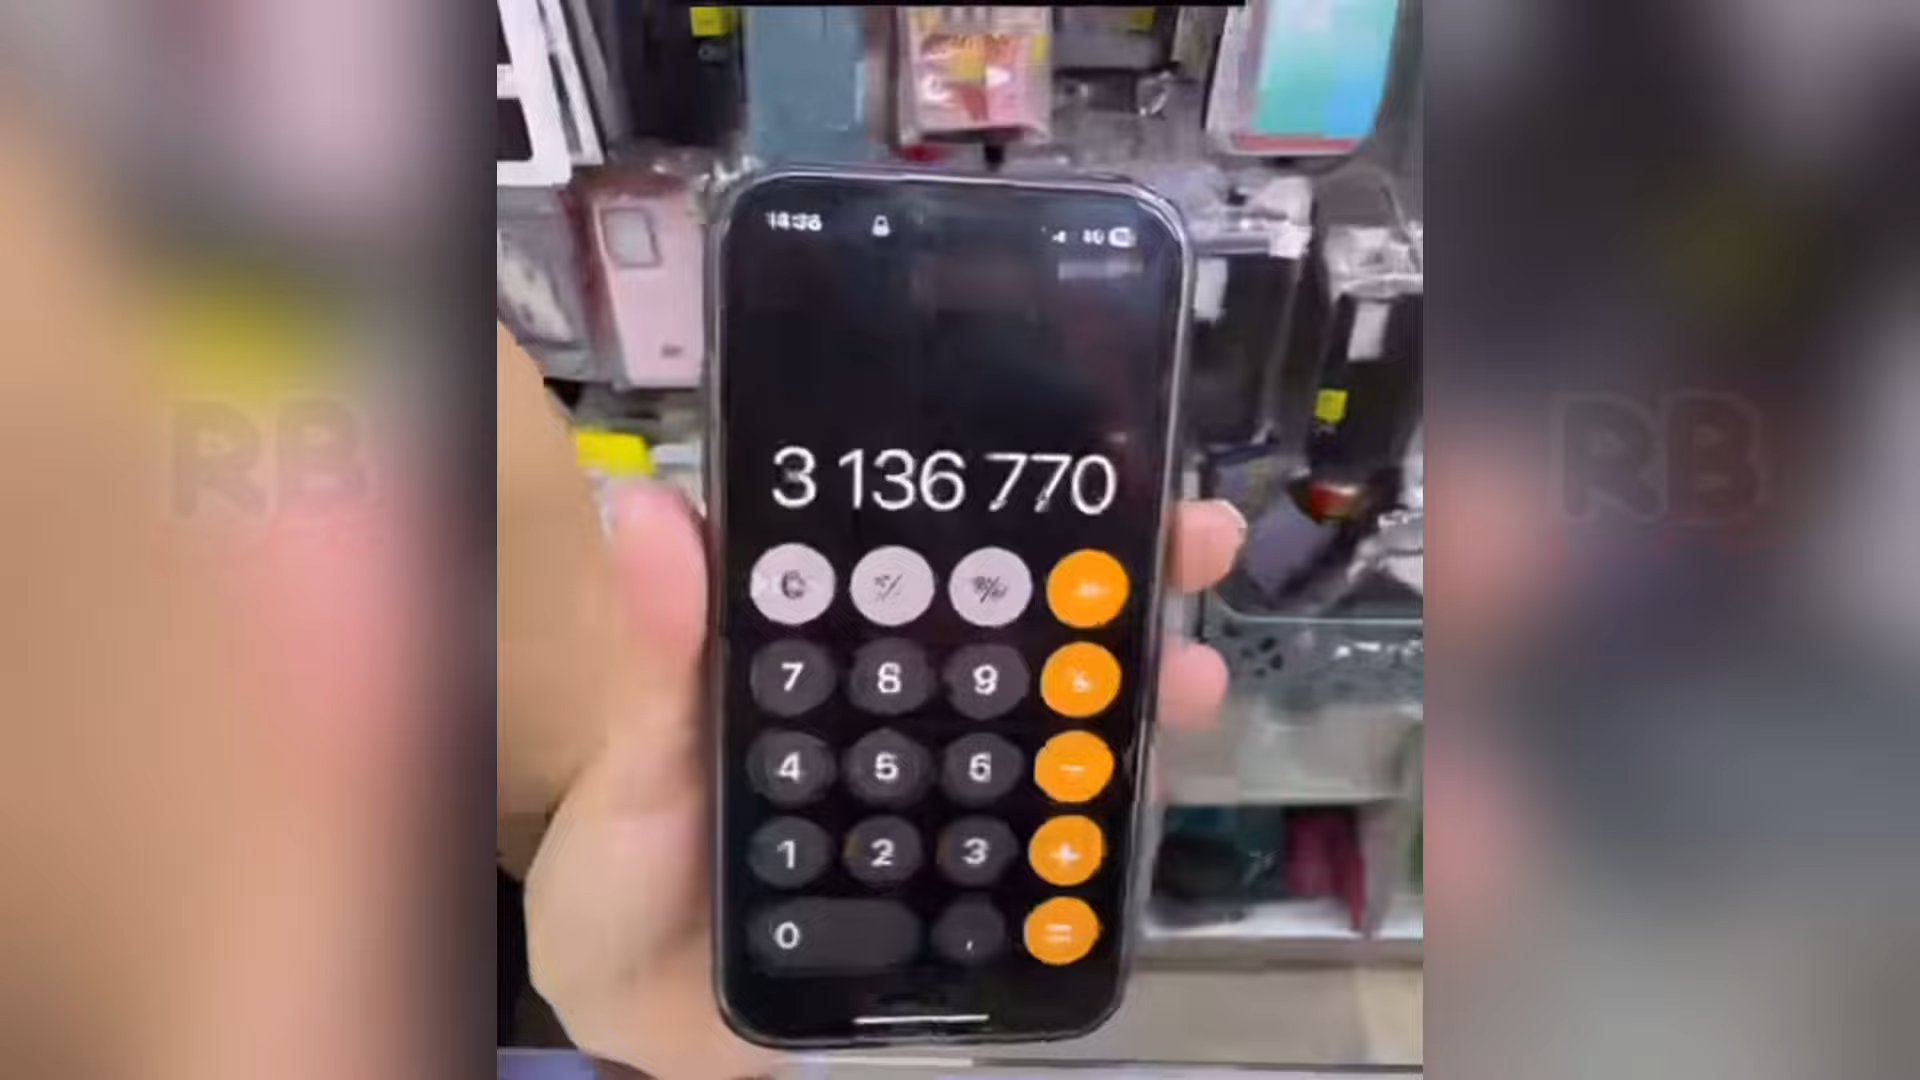 14:36
3 136 770
C +/- %
7 8 9 ×
4 5 6 −
1 2 3 +
0 , =
RB RB